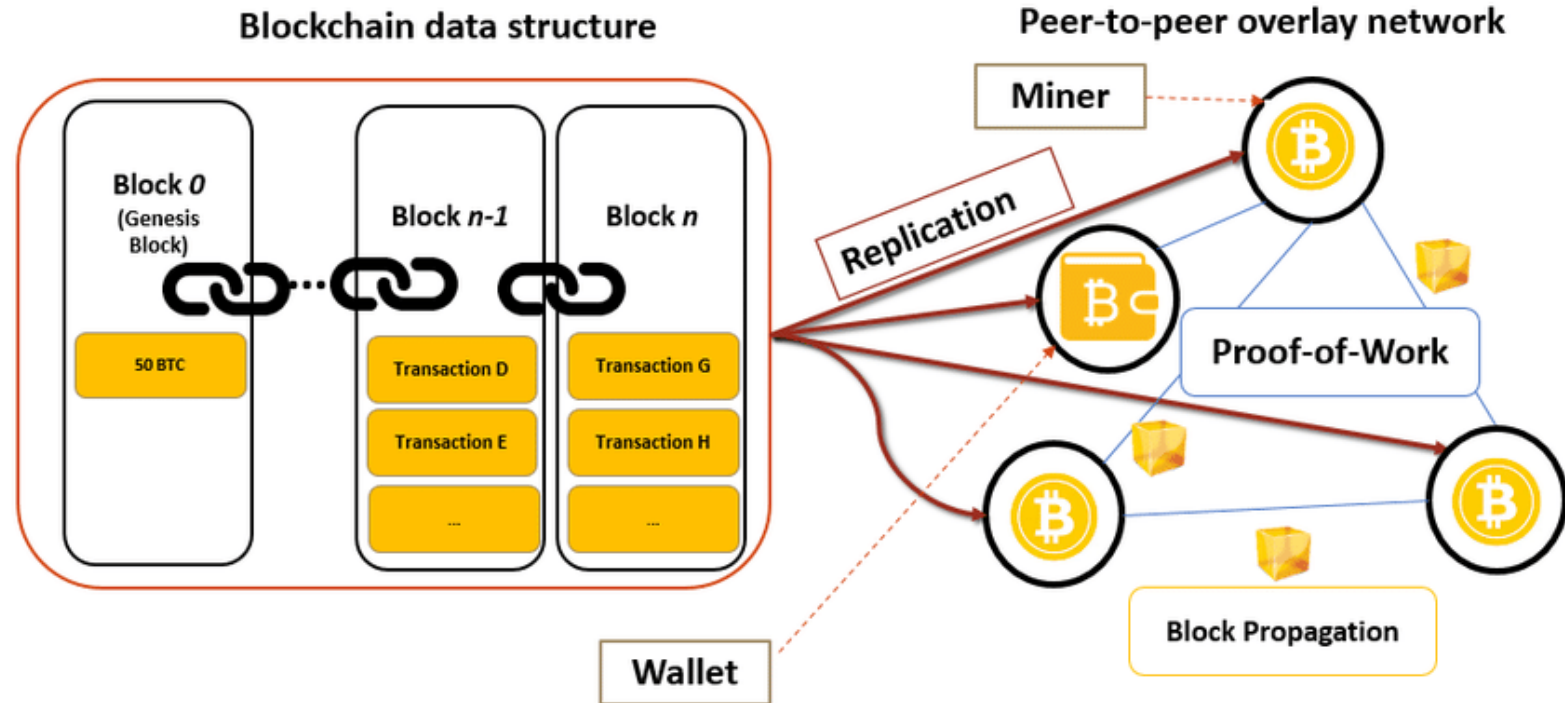 Blockchain data structure
Peer-to-peer overlay network
Block 0
(Genesis
Block)
50 BTC
...
Block n-1
Transaction D
Transaction E
...
Block n
Transaction G
Transaction H
...
Miner
Replication
Proof-of-Work
Block Propagation
Wallet